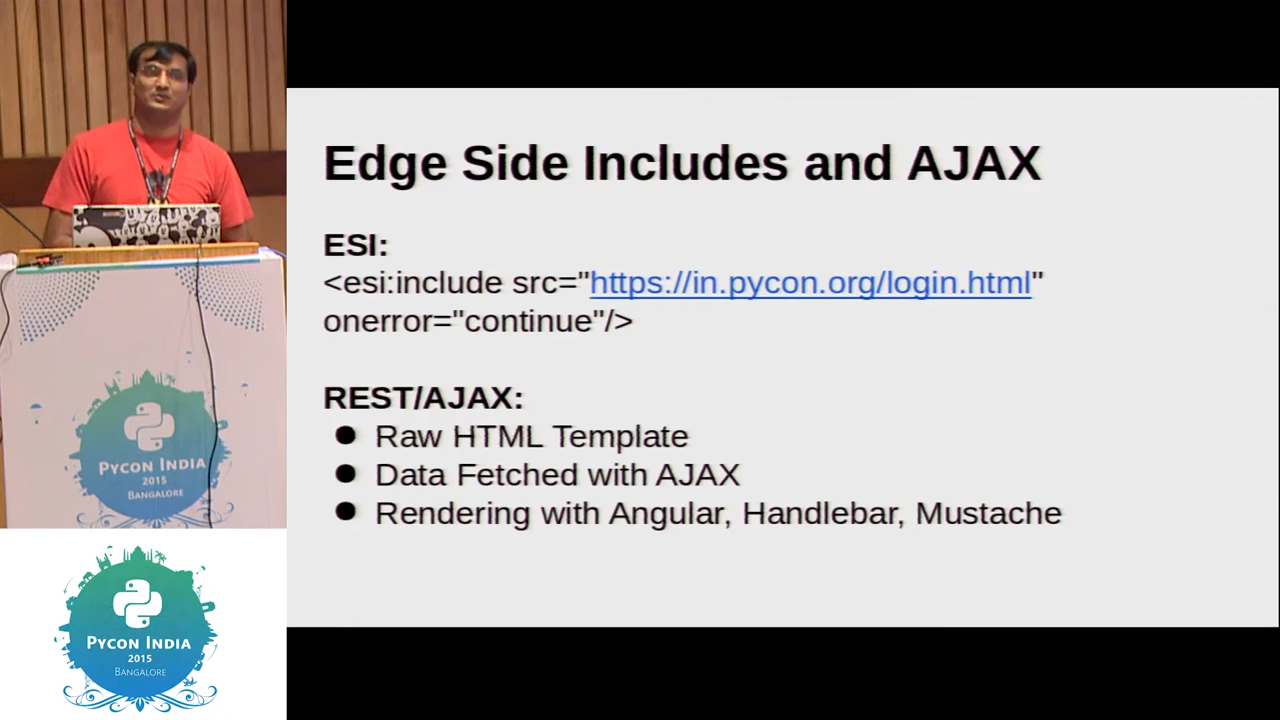 Edge Side Includes and AJAX
ESI:
<esi:include src="https://in.pycon.org/login.html"
onerror="continue"/>
REST/AJAX:
● Raw HTML Template
● Data Fetched with AJAX
● Rendering with Angular, Handlebar, Mustache
PYCON INDIA
2015
BANGALORE
PYCON INDIA
2015
BANGALORE